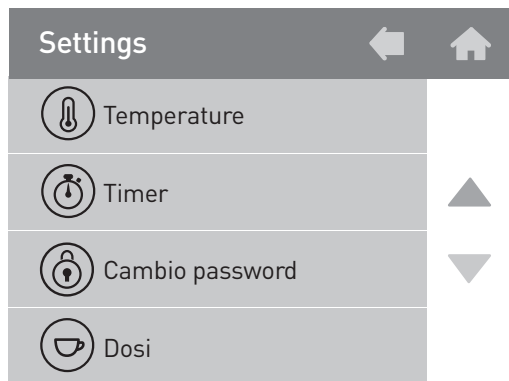 Settings
Temperature
Timer
Cambio password
Dosi